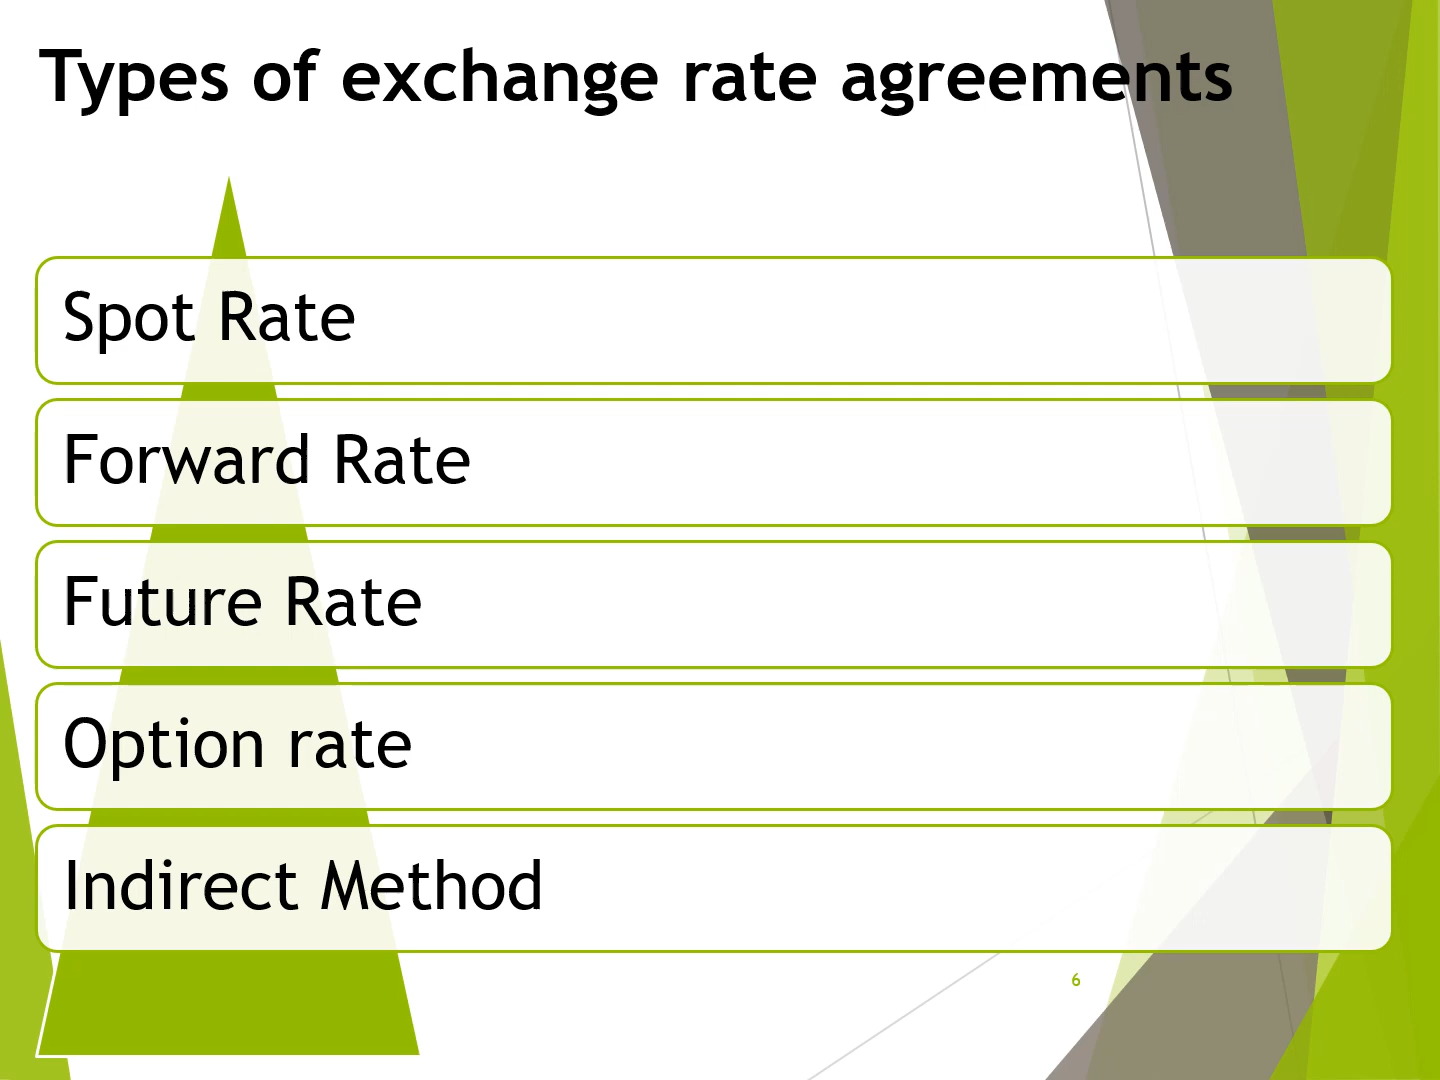 Types of exchange rate agreements
Spot Rate
Forward Rate
Future Rate
Option rate
Indirect Method
6